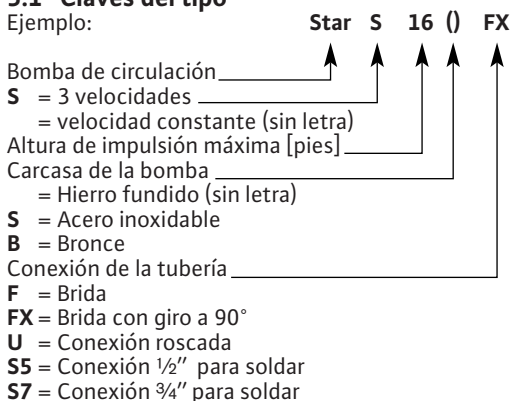 5.1 Claves del tipo
Ejemplo: Star S 16 () FX
Bomba de circulación
S = 3 velocidades
= velocidad constante (sin letra)
Altura de impulsión máxima [pies]
Carcasa de la bomba
= Hierro fundido (sin letra)
S = Acero inoxidable
B = Bronce
Conexión de la tubería
F = Brida
FX = Brida con giro a 90°
U = Conexión roscada
S5 = Conexión ½″ para soldar
S7 = Conexión ¾″ para soldar